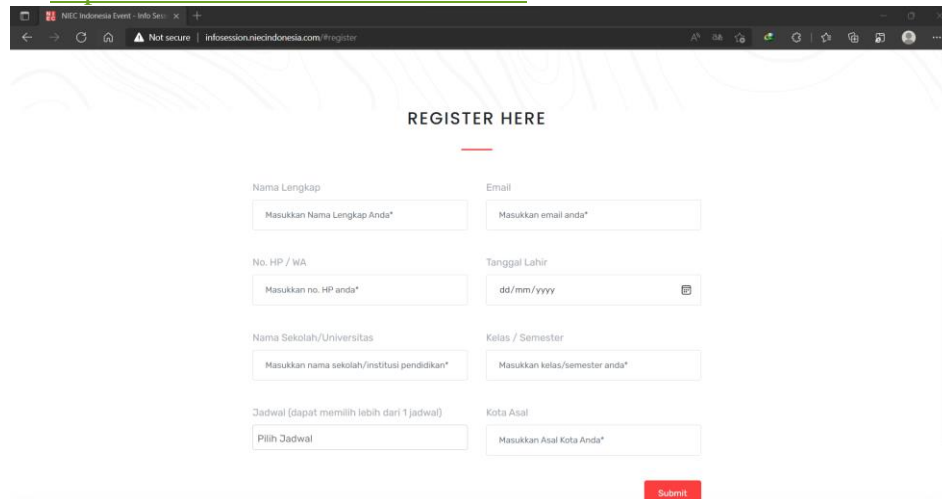 NIEC Indonesia Event - Info Sess
Not secure | infosession.niecindonesia.com/#register
REGISTER HERE
Nama Lengkap Email
Masukkan Nama Lengkap Anda* Masukkan email anda*
No. HP / WA Tanggal Lahir
Masukkan no. HP anda* dd/mm/yyyy
Nama Sekolah/Universitas Kelas / Semester
Masukkan nama sekolah/institusi pendidikan* Masukkan kelas/semester anda*
Jadwal (dapat memilih lebih dari 1 jadwal) Kota Asal
Pilih Jadwal Masukkan Asal Kota Anda*
Submit